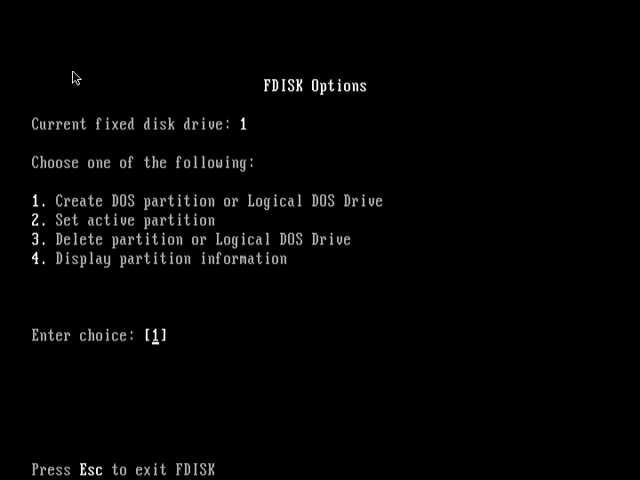 FDISK Options
Current fixed disk drive: 1
Choose one of the following:
1. Create DOS partition or Logical DOS Drive
2. Set active partition
3. Delete partition or Logical DOS Drive
4. Display partition information
Enter choice: [1]
Press Esc to exit FDISK